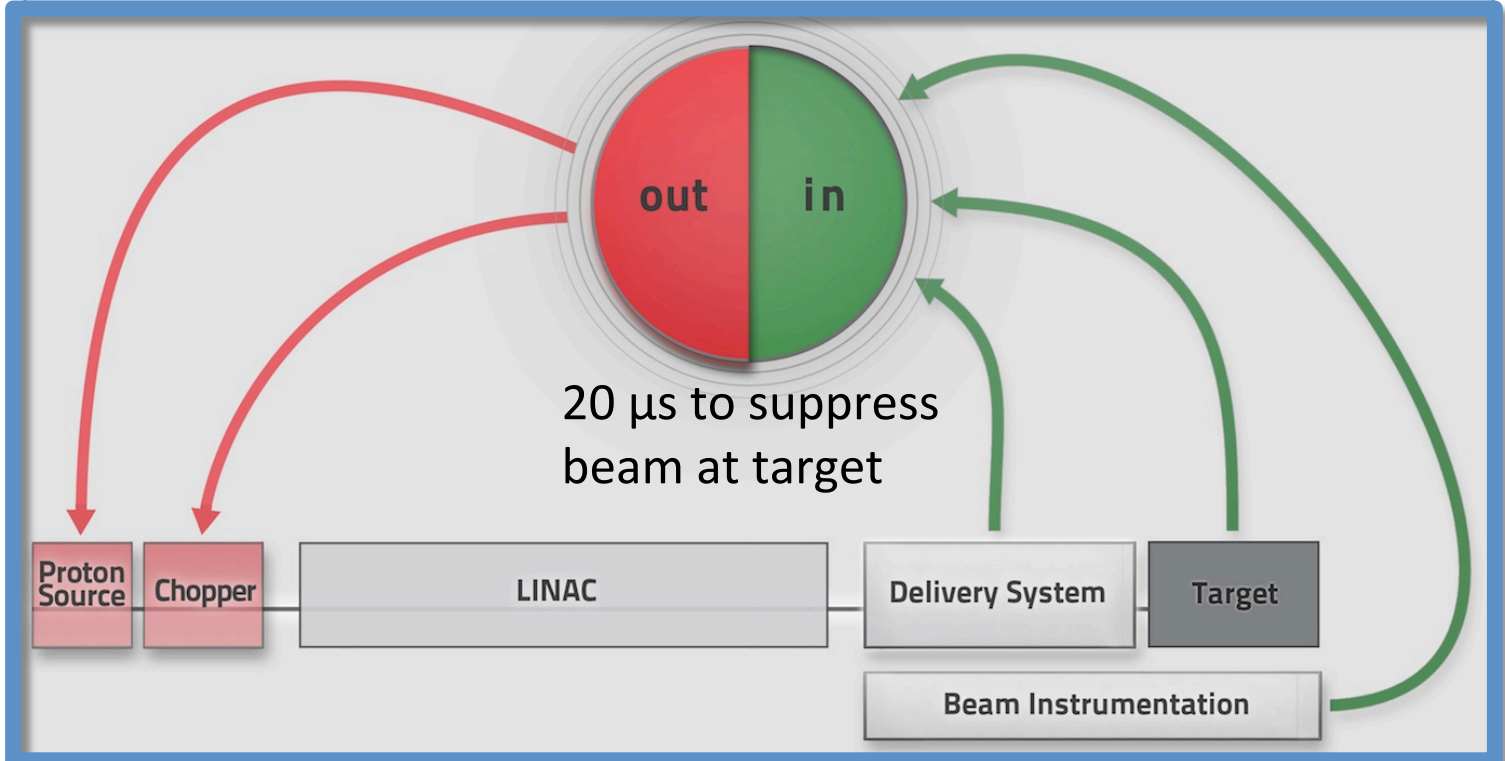 out in
20 µs to suppress
beam at target
Proton
Source
Chopper
LINAC
Delivery System
Target
Beam Instrumentation